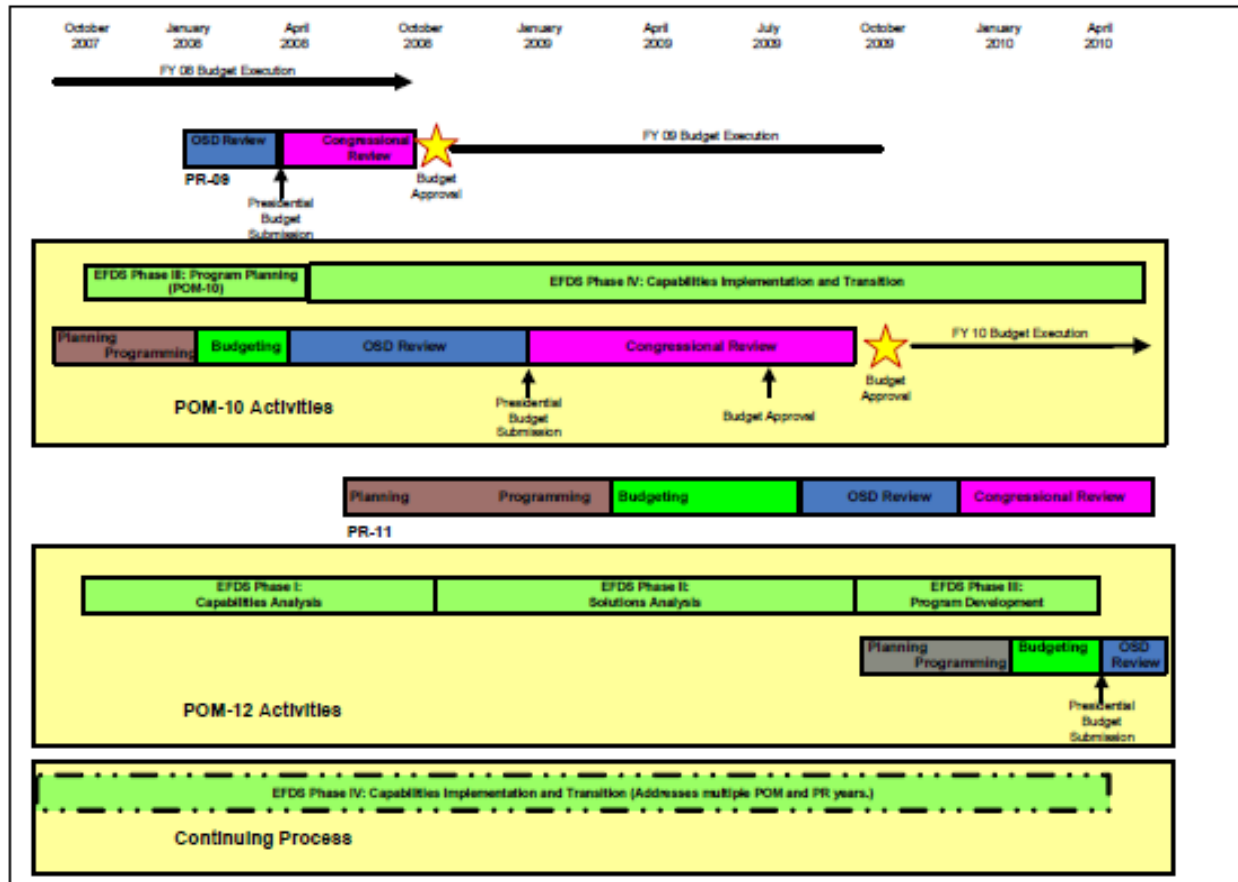 October January April October January April July October January April
2007 2008 2008 2008 2009 2009 2009 2009 2010 2010
FY 08 Budget Execution
FY 09 Budget Execution
OSD Review
Congressional
Review
PR-09
Budget
Approval
Presidential
Budget
Submission
EFDS Phase III: Program Planning
(POM-10)
EFDS Phase IV: Capabilities Implementation and Transition
Planning
Programming
Budgeting
OSD Review
Congressional Review
FY 10 Budget Execution
Budget
Approval
POM-10 Activities
Presidential
Budget
Submission
Budget Approval
Planning Programming
Budgeting
OSD Review
Congressional Review
PR-11
EFDS Phase I:
Capabilities Analysis
EFDS Phase II:
Solutions Analysis
EFDS Phase III:
Program Development
Planning
Programming
Budgeting
OSD
Review
POM-12 Activities
Presidential
Budget
Submission
EFDS Phase IV: Capabilities Implementation and Transition (Addresses multiple POM and PR years.)
Continuing Process